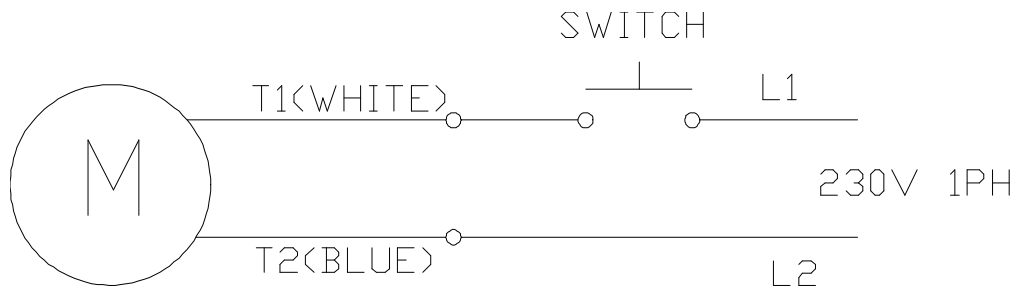 SWITCH
T1(WHITE)
L1
M
230V 1PH
T2(BLUE)
L2